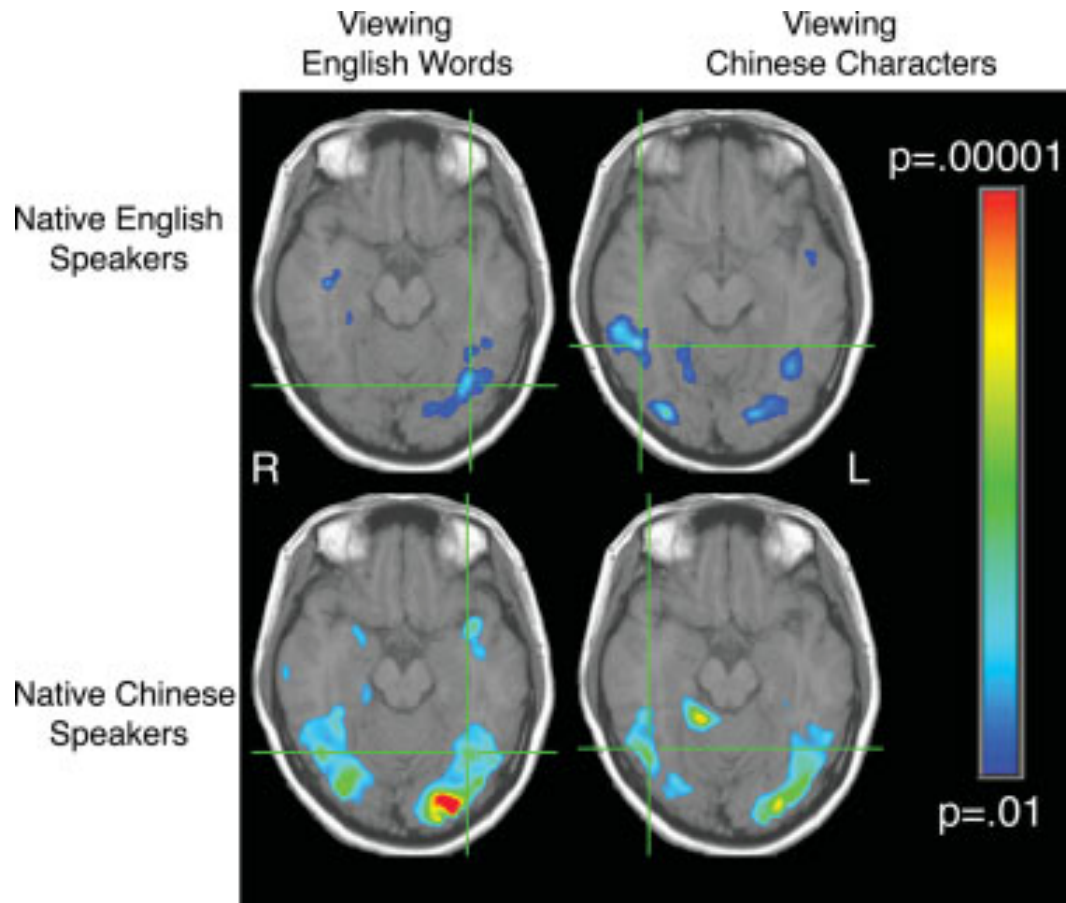 Viewing
English Words
Viewing
Chinese Characters
p=.00001
Native English
Speakers
R
L
Native Chinese
Speakers
p=.01